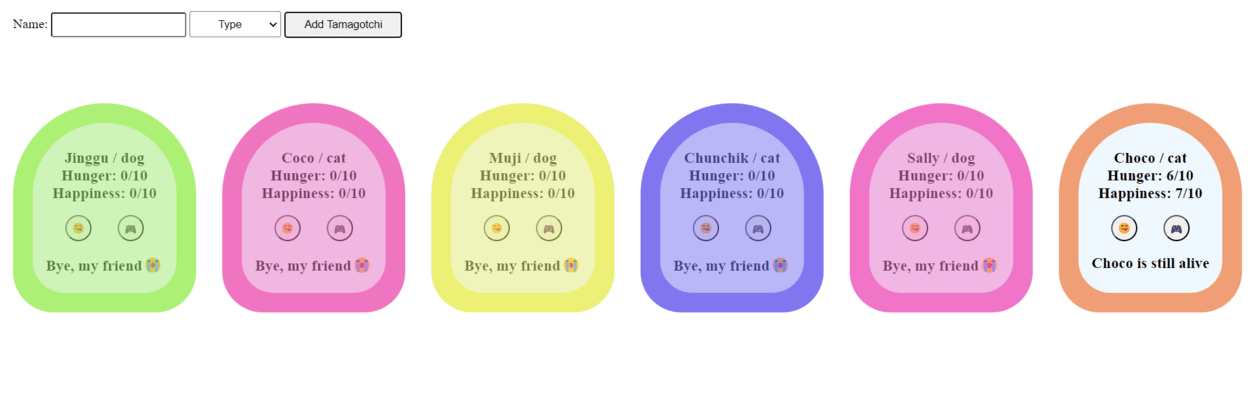 Name: Type Add Tamagotchi
Jinggu / dog
Hunger: 0/10
Happiness: 0/10
Bye, my friend 😭
Coco / cat
Hunger: 0/10
Happiness: 0/10
Bye, my friend 😭
Muji / dog
Hunger: 0/10
Happiness: 0/10
Bye, my friend 😭
Chunchik / cat
Hunger: 0/10
Happiness: 0/10
Bye, my friend 😭
Sally / dog
Hunger: 0/10
Happiness: 0/10
Bye, my friend 😭
Choco / cat
Hunger: 6/10
Happiness: 7/10
Choco is still alive